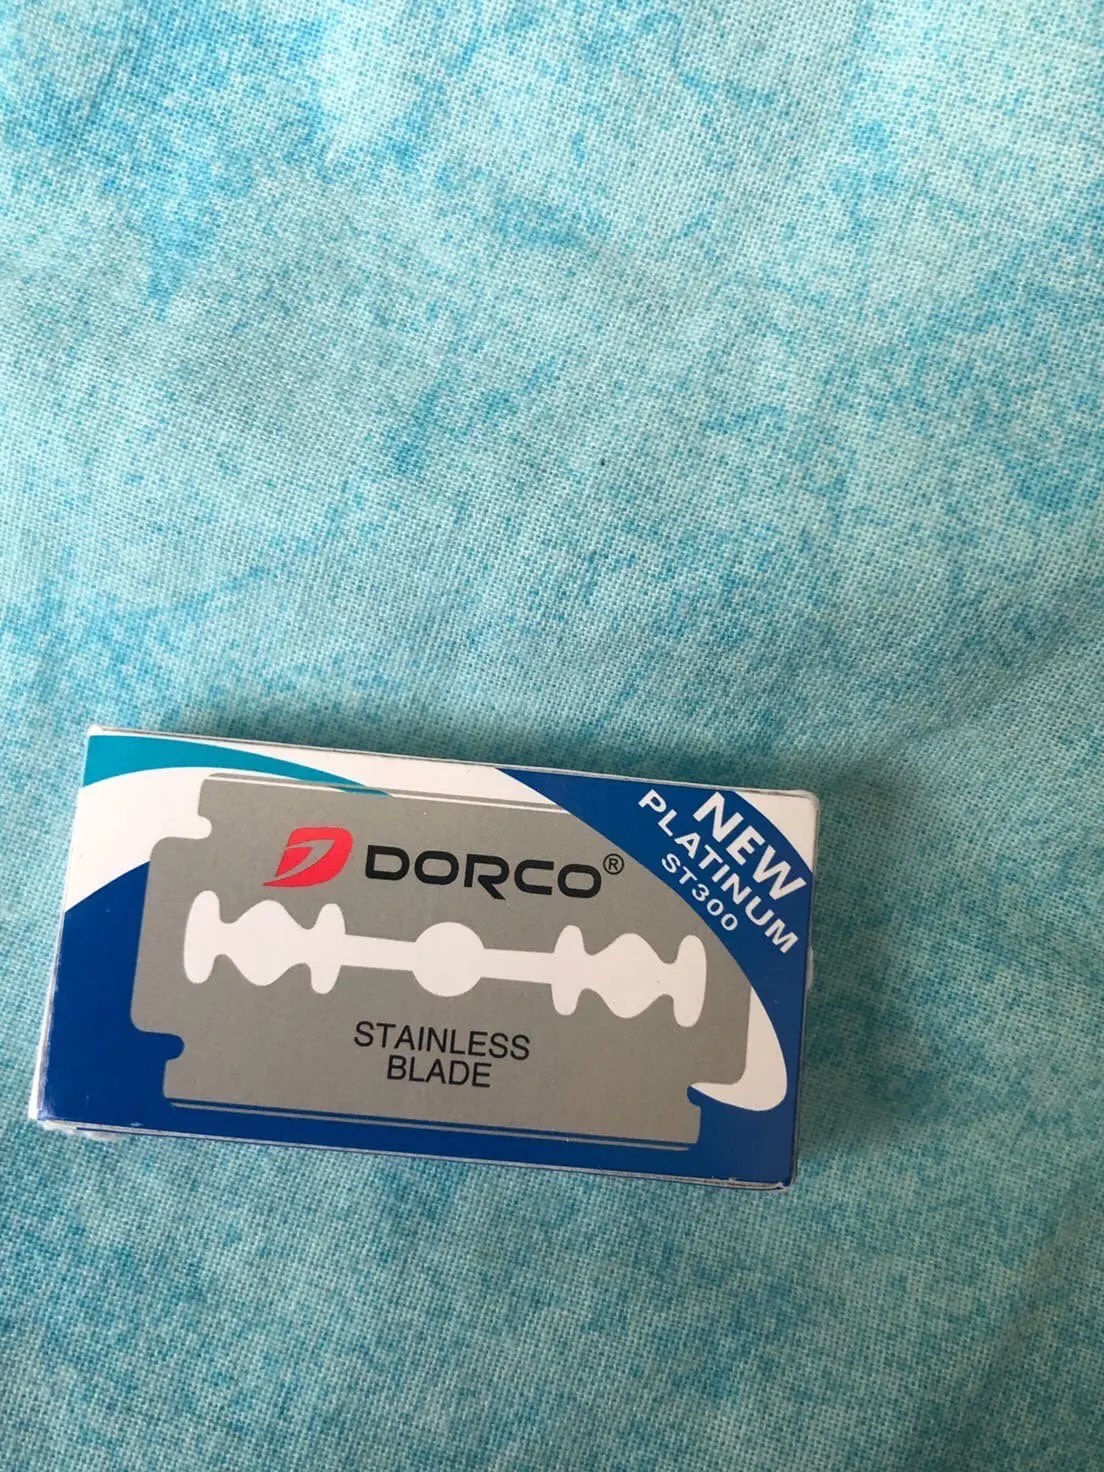 DORCO®
NEW
PLATINUM
ST300
STAINLESS
BLADE